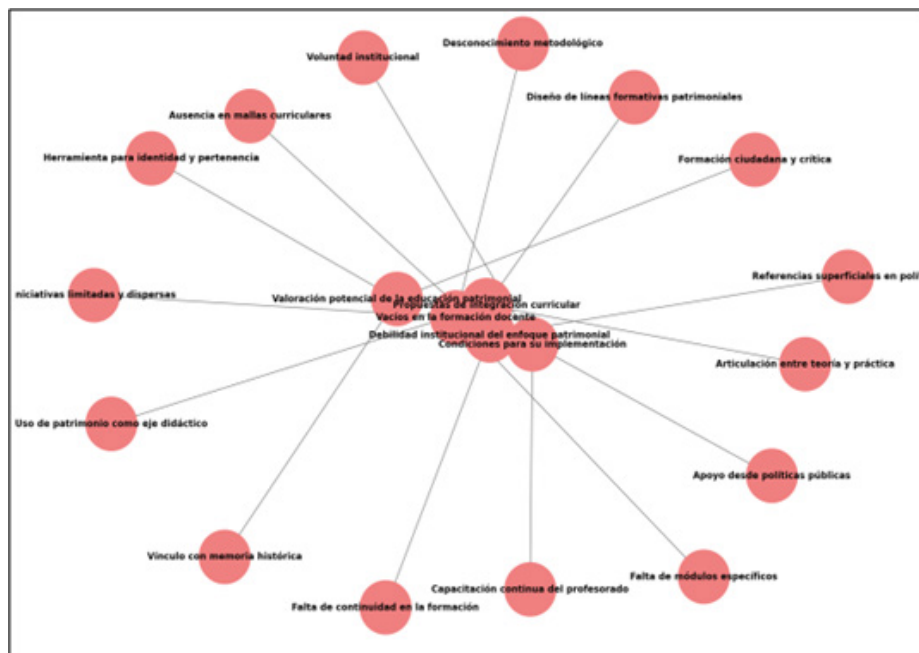 Desconocimiento metodológico
Voluntad institucional
Diseño de líneas formativas patrimoniales
Ausencia en mallas curriculares
Herramienta para identidad y pertenencia
Formación ciudadana y crítica
Referencias superficiales en polí
niciativas limitadas y dispersas
Valoración potencial de la educación patrimonial
Propuestas de integración curricular
Vacíos en la formación docente
Debilidad institucional del enfoque patrimonial
Condiciones para su implementación
Articulación entre teoría y práctica
Uso de patrimonio como eje didáctico
Apoyo desde políticas públicas
Vínculo con memoria histórica
Falta de módulos específicos
Capacitación continua del profesorado
Falta de continuidad en la formación